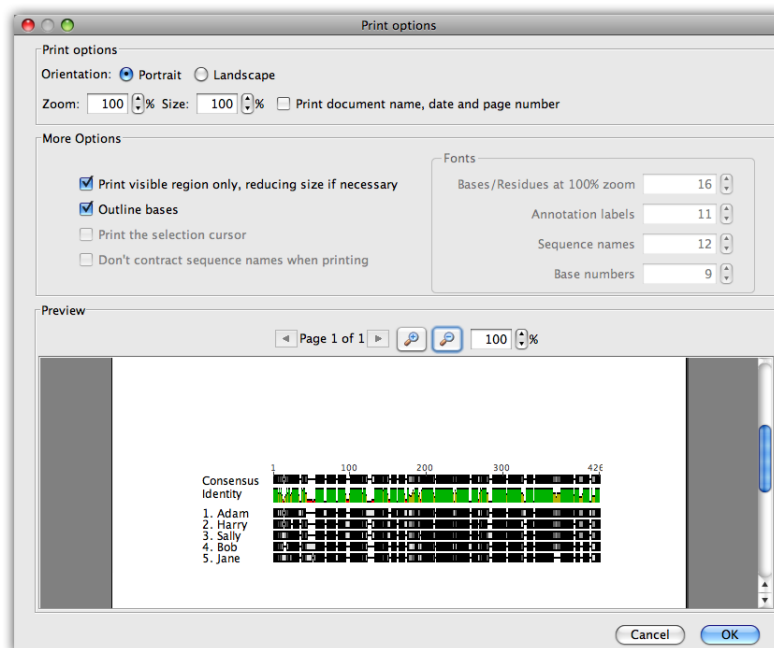 Print options
Print options
Orientation: Portrait Landscape
Zoom: 100 % Size: 100 % Print document name, date and page number
More Options
Print visible region only, reducing size if necessary
Outline bases
Print the selection cursor
Don't contract sequence names when printing
Fonts
Bases/Residues at 100% zoom 16
Annotation labels 11
Sequence names 12
Base numbers 9
Preview
Page 1 of 1 100 %
1 100 200 300 426
Consensus
Identity
1. Adam
2. Harry
3. Sally
4. Bob
5. Jane
Cancel OK